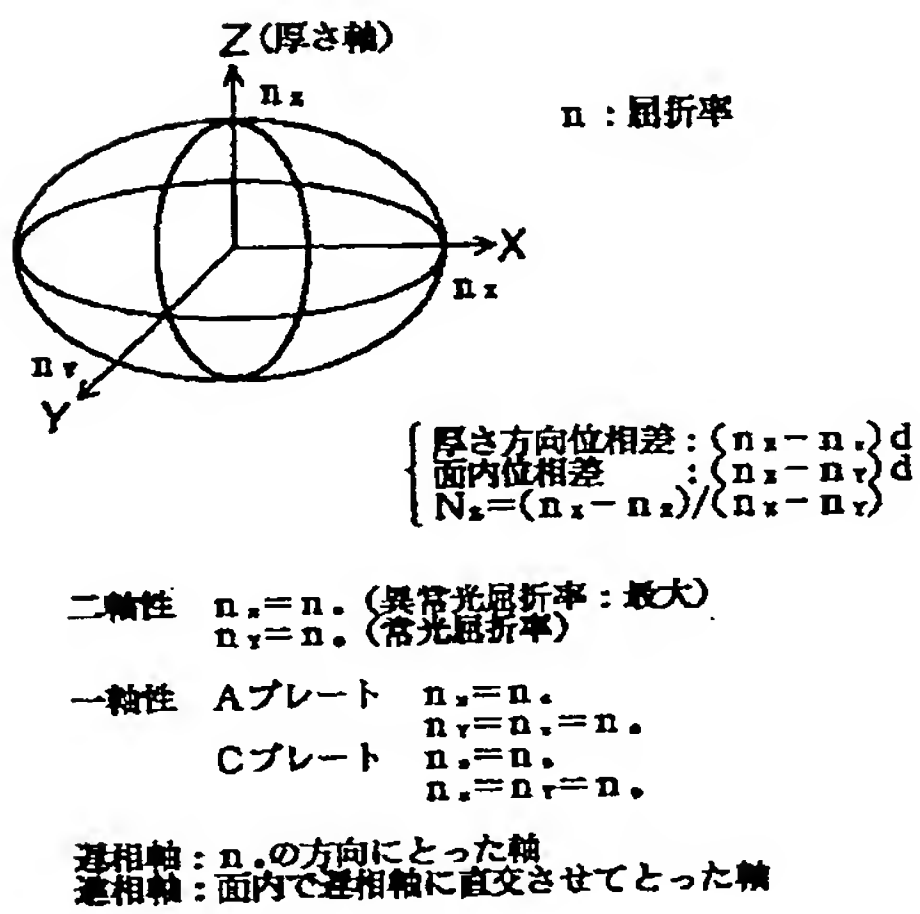 Z(厚さ軸)
n z
n:屈折率
X
n x
n Y
Y
厚さ方向位相差:(n x−n z)d
面内位相差 :(n x−n Y)d
N z=(n x−n z)/(n x−n Y)
二軸性 n x=n e (異常光屈折率:最大)
n Y=n o (常光屈折率)
一軸性 Aプレート n x=n e
n Y=n z=n o
Cプレート n z=n e
n x=n Y=n o
遅相軸:n e の方向にとった軸
進相軸:面内で遅相軸に直交させてとった軸